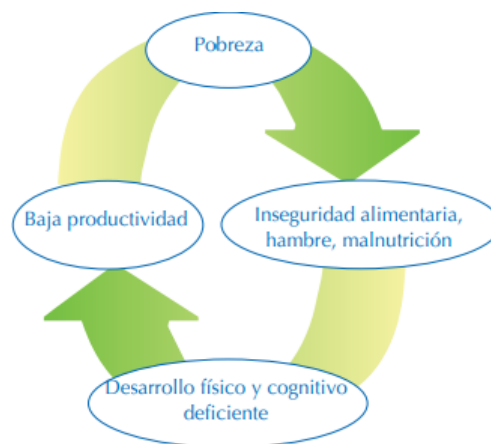 Pobreza
Inseguridad alimentaria,
hambre, malnutrición
Desarrollo físico y cognitivo
deficiente
Baja productividad